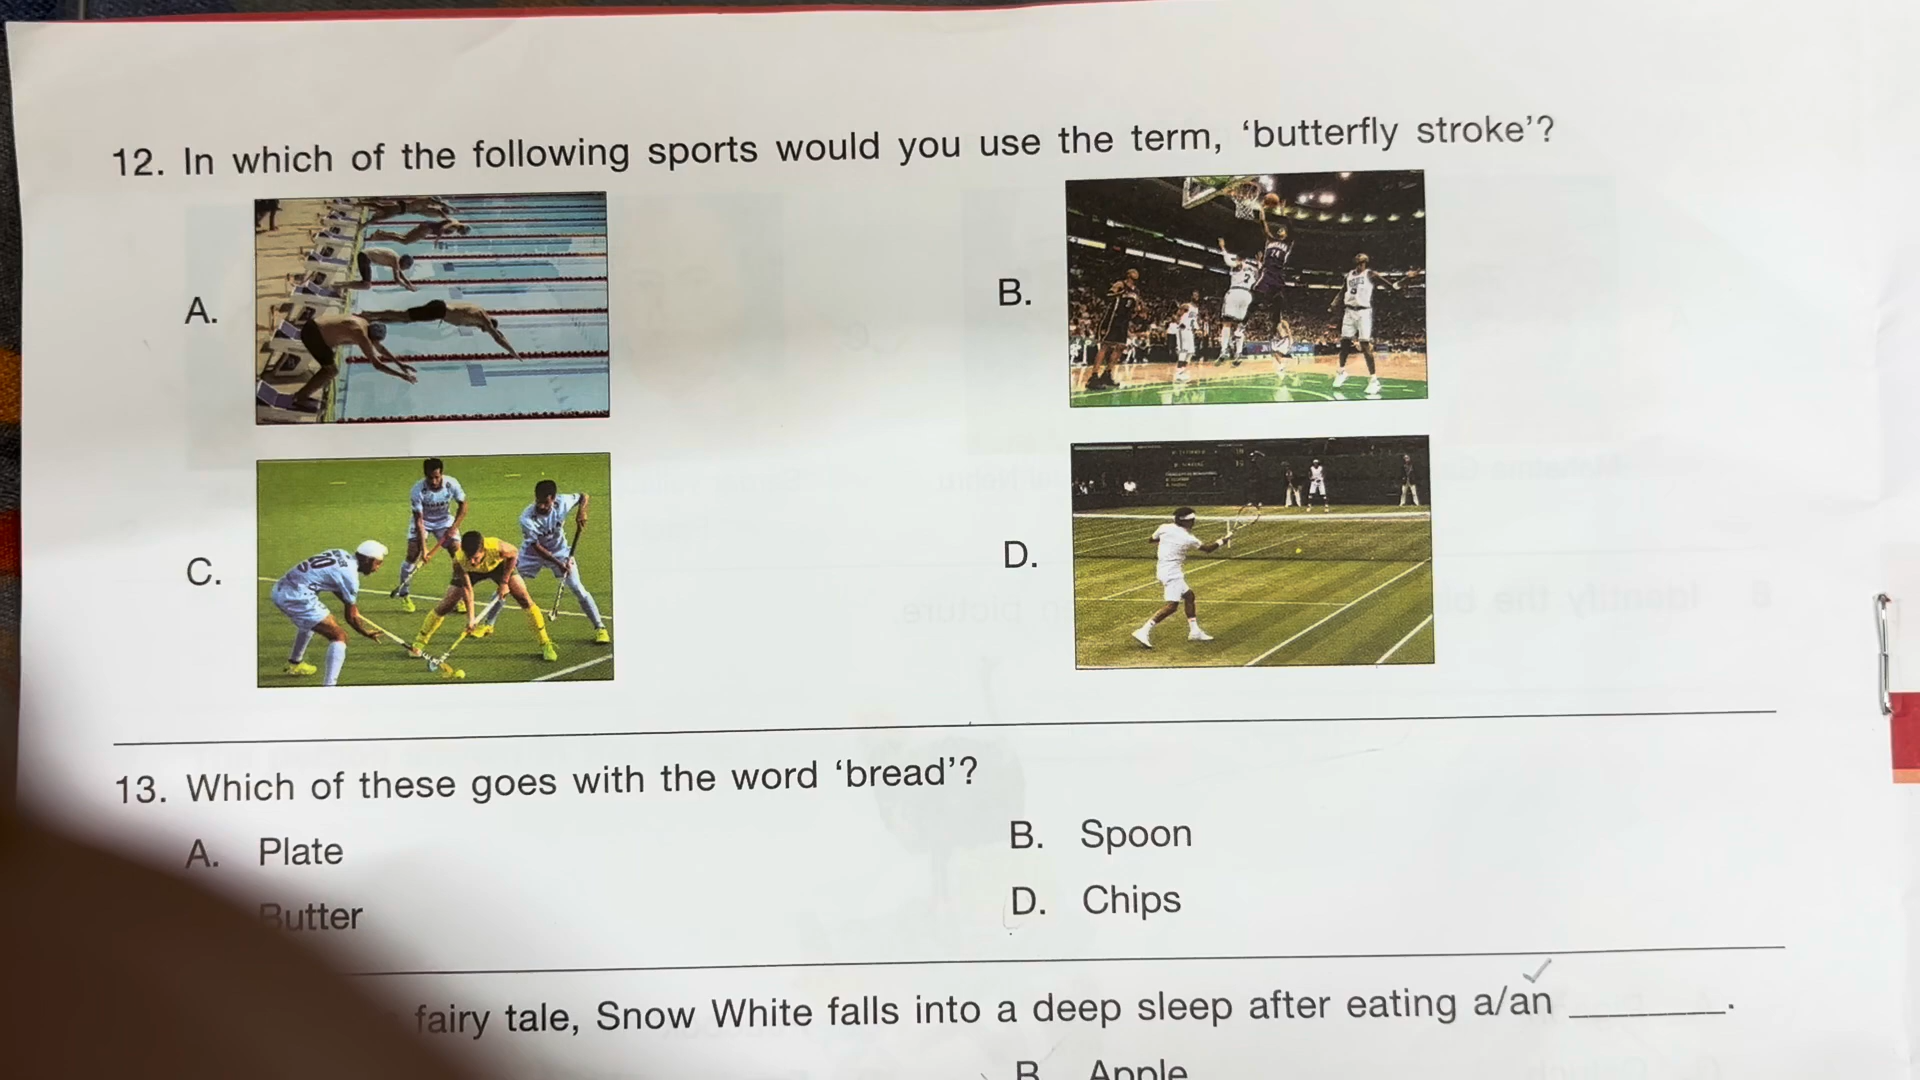 12. In which of the following sports would you use the term, ‘butterfly stroke’?
A.
B.
C.
D.
13. Which of these goes with the word ‘bread’?
A. Plate
B. Spoon
Butter
D. Chips
fairy tale, Snow White falls into a deep sleep after eating a/an ________.
B Apple